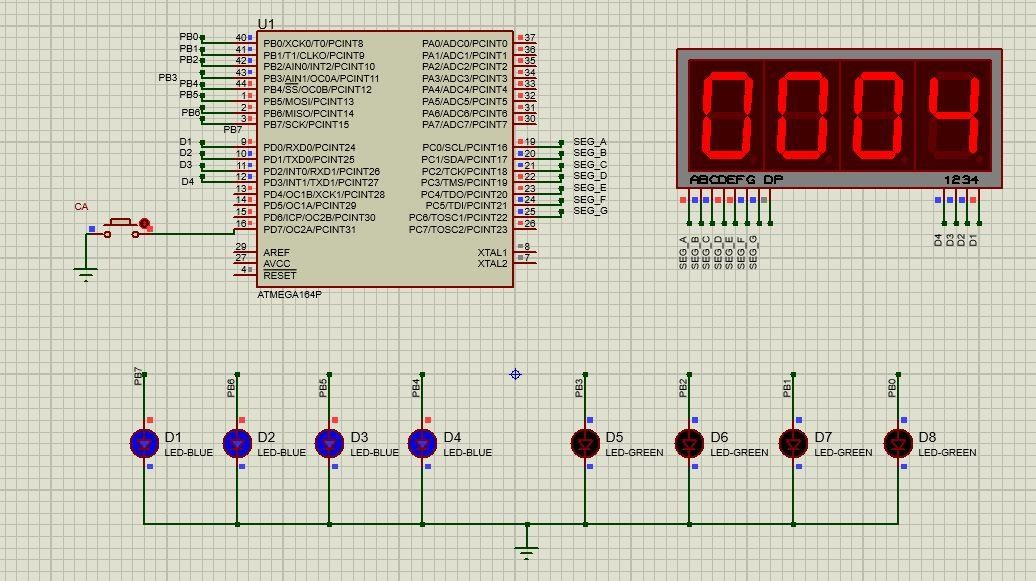 U1
PB0 40 PB0/XCK0/T0/PCINT8 PA0/ADC0/PCINT0 37
PB1 41 PB1/T1/CLKO/PCINT9 PA1/ADC1/PCINT1 36
PB2 42 PB2/AIN0/INT2/PCINT10 PA2/ADC2/PCINT2 35
PB3 43 PB3/AIN1/OC0A/PCINT11 PA3/ADC3/PCINT3 34
PB4 44 PB4/SS/OC0B/PCINT12 PA4/ADC4/PCINT4 33
PB5 1 PB5/MOSI/PCINT13 PA5/ADC5/PCINT5 32
PB6 2 PB6/MISO/PCINT14 PA6/ADC6/PCINT6 31
PB7 3 PB7/SCK/PCINT15 PA7/ADC7/PCINT7 30
D1 9 PD0/RXD0/PCINT24 PC0/SCL/PCINT16 19 SEG_A
D2 10 PD1/TXD0/PCINT25 PC1/SDA/PCINT17 20 SEG_B
D3 11 PD2/INT0/RXD1/PCINT26 PC2/TCK/PCINT18 21 SEG_C
D4 12 PD3/INT1/TXD1/PCINT27 PC3/TMS/PCINT19 22 SEG_D
13 PD4/OC1B/XCK1/PCINT28 PC4/TDO/PCINT20 23 SEG_E
14 PD5/OC1A/PCINT29 PC5/TDI/PCINT21 24 SEG_F
15 PD6/ICP/OC2B/PCINT30 PC6/TOSC1/PCINT22 25 SEG_G
16 PD7/OC2A/PCINT31 PC7/TOSC2/PCINT23 26
29 AREF XTAL1 8
27 AVCC XTAL2 7
4 RESET
ATMEGA164P
CA
0004
ABCDEFG DP 1234
SEG_A SEG_B SEG_C SEG_D SEG_E SEG_F SEG_G D4 D3 D2 D1
PB7 PB6 PB5 PB4 PB3 PB2 PB1 PB0
D1 D2 D3 D4 D5 D6 D7 D8
LED-BLUE LED-BLUE LED-BLUE LED-BLUE LED-GREEN LED-GREEN LED-GREEN LED-GREEN